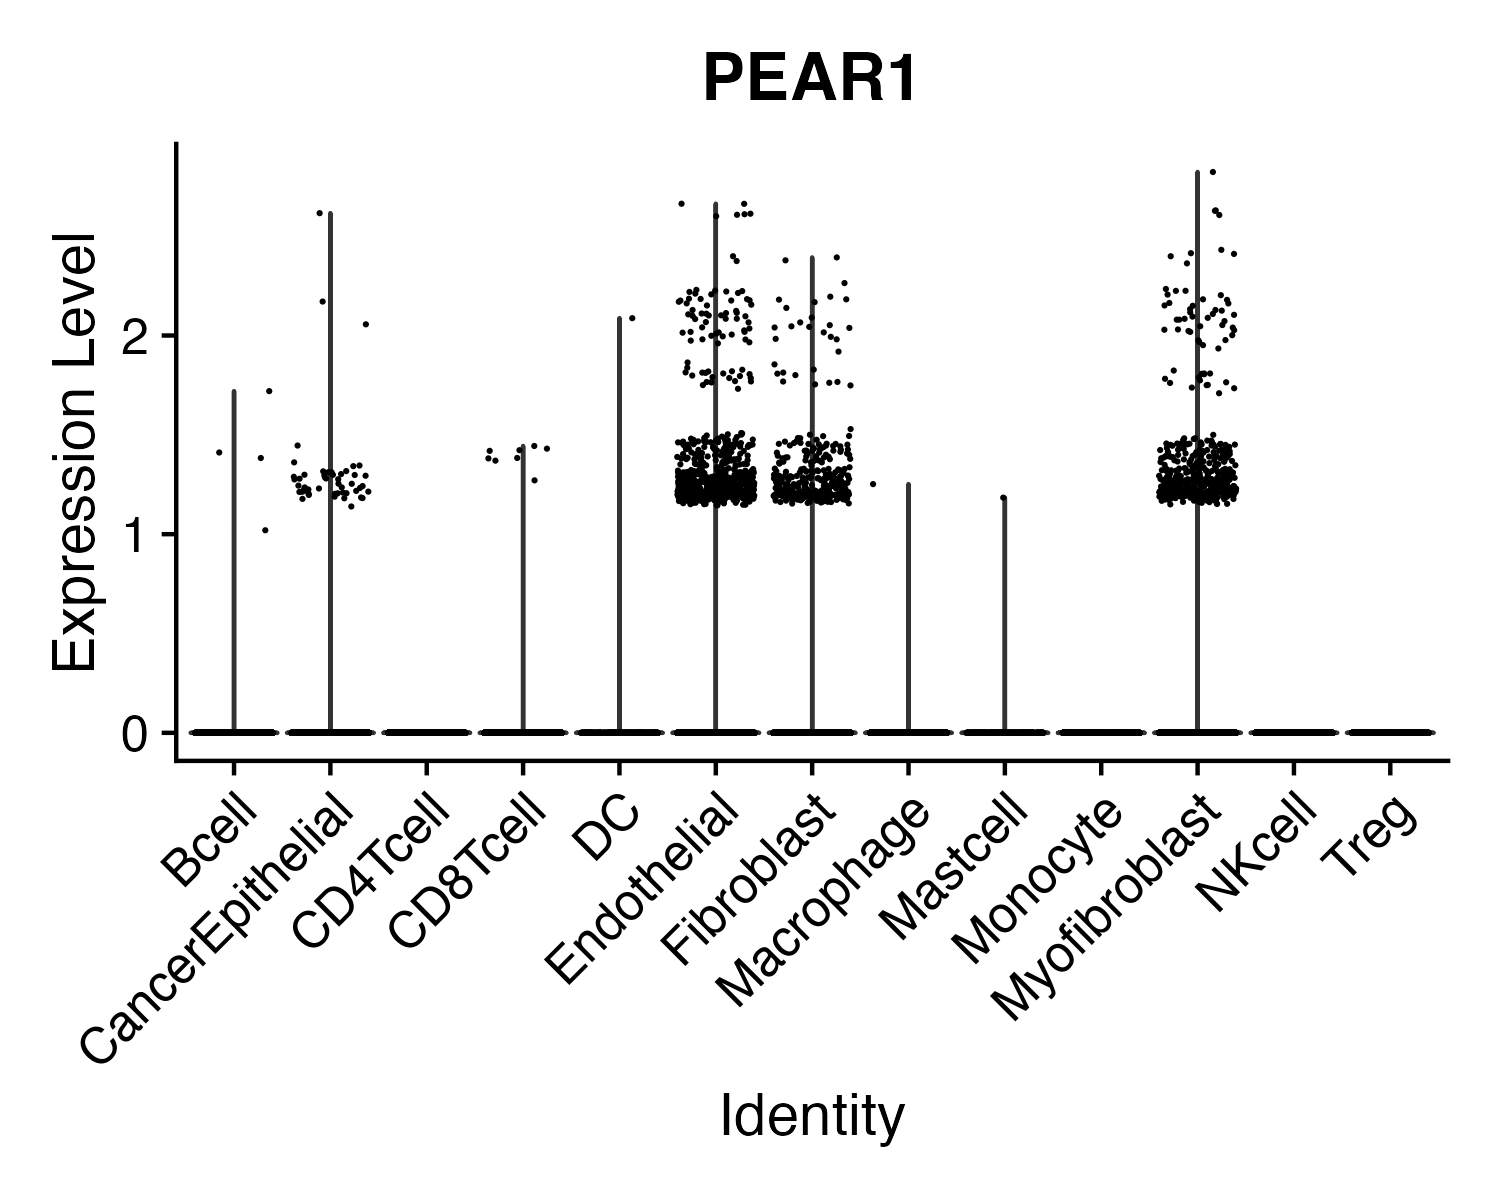 PEAR1
Expression Level
2
1
0
Bcell
CancerEpithelial
CD4Tcell
CD8Tcell
DC
Endothelial
Fibroblast
Macrophage
Mastcell
Monocyte
Myofibroblast
NKcell
Treg
Identity